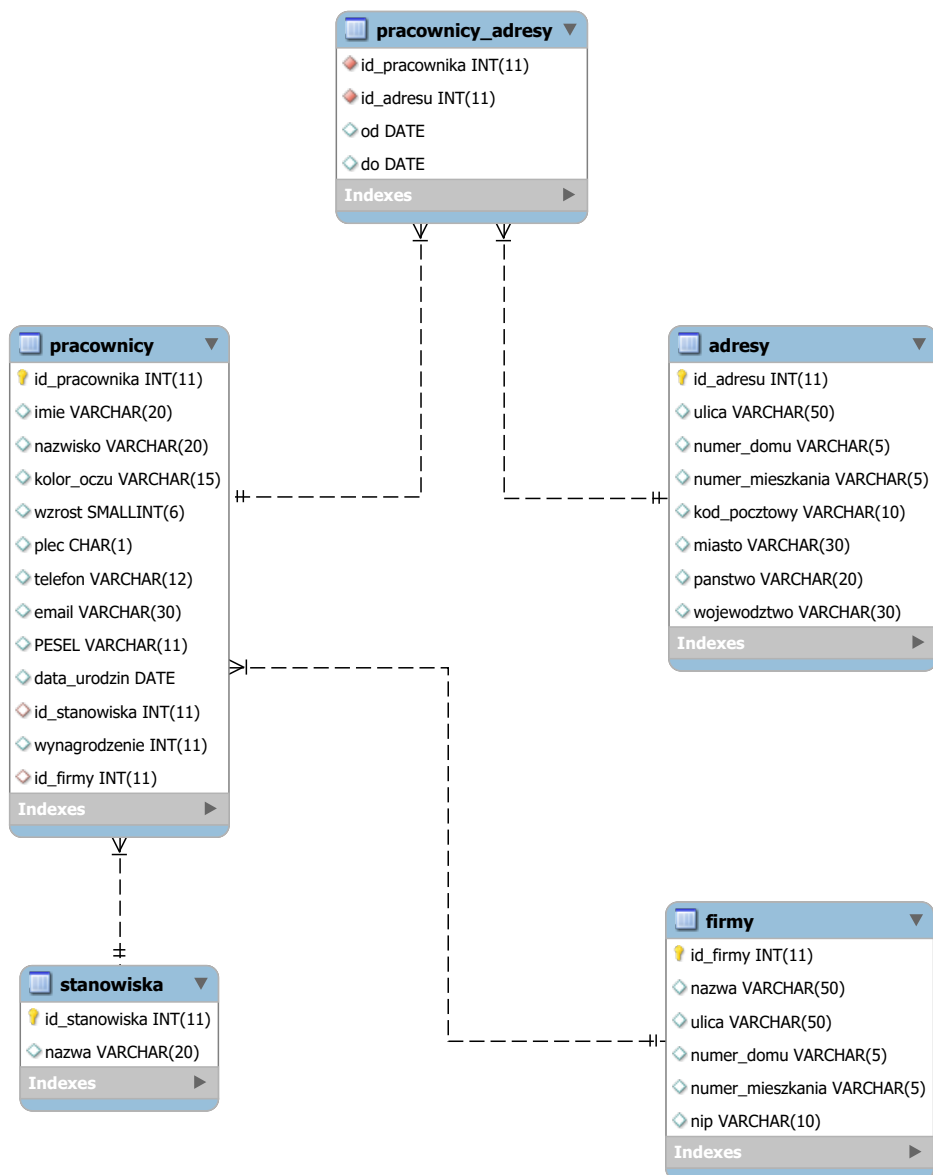 pracownicy_adresy
id_pracownika INT(11)
id_adresu INT(11)
od DATE
do DATE
Indexes
pracownicy
id_pracownika INT(11)
imie VARCHAR(20)
nazwisko VARCHAR(20)
kolor_oczu VARCHAR(15)
wzrost SMALLINT(6)
plec CHAR(1)
telefon VARCHAR(12)
email VARCHAR(30)
PESEL VARCHAR(11)
data_urodzin DATE
id_stanowiska INT(11)
wynagrodzenie INT(11)
id_firmy INT(11)
Indexes
adresy
id_adresu INT(11)
ulica VARCHAR(50)
numer_domu VARCHAR(5)
numer_mieszkania VARCHAR(5)
kod_pocztowy VARCHAR(10)
miasto VARCHAR(30)
panstwo VARCHAR(20)
wojewodztwo VARCHAR(30)
Indexes
stanowiska
id_stanowiska INT(11)
nazwa VARCHAR(20)
Indexes
firmy
id_firmy INT(11)
nazwa VARCHAR(50)
ulica VARCHAR(50)
numer_domu VARCHAR(5)
numer_mieszkania VARCHAR(5)
nip VARCHAR(10)
Indexes